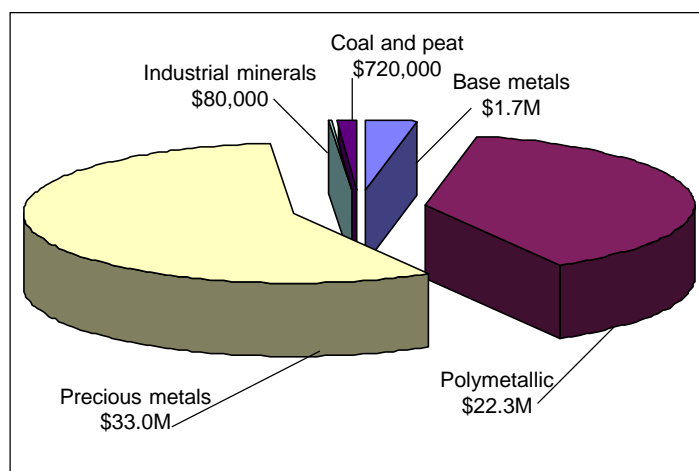 Coal and peat
$720,000
Industrial minerals
$80,000
Base metals
$1.7M
Precious metals
$33.0M
Polymetallic
$22.3M